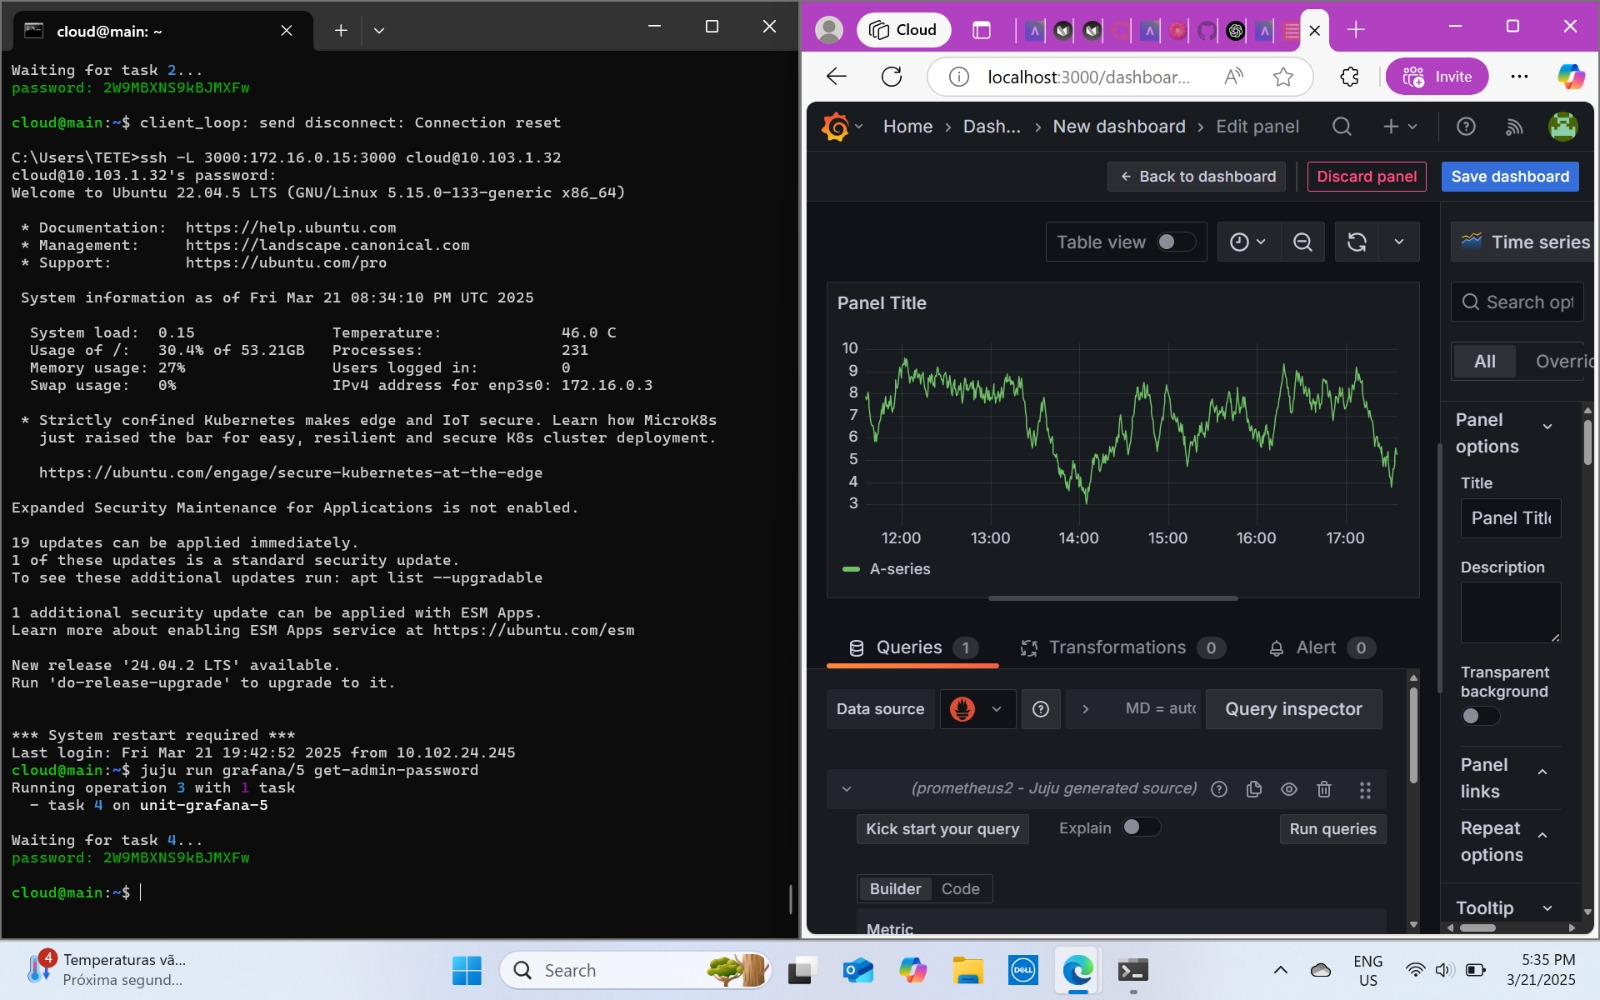 cloud@main: ~
Waiting for task 2...
password: 2W9MBXNS9kBJMXFw
cloud@main:~$ client_loop: send disconnect: Connection reset
C:\Users\TETE>ssh -L 3000:172.16.0.15:3000 cloud@10.103.1.32
cloud@10.103.1.32's password:
Welcome to Ubuntu 22.04.5 LTS (GNU/Linux 5.15.0-133-generic x86_64)
* Documentation: https://help.ubuntu.com
* Management: https://landscape.canonical.com
* Support: https://ubuntu.com/pro
System information as of Fri Mar 21 08:34:10 PM UTC 2025
System load: 0.15 Temperature: 46.0 C
Usage of /: 30.4% of 53.21GB Processes: 231
Memory usage: 27% Users logged in: 0
Swap usage: 0% IPv4 address for enp3s0: 172.16.0.3
* Strictly confined Kubernetes makes edge and IoT secure. Learn how MicroK8s
just raised the bar for easy, resilient and secure K8s cluster deployment.
https://ubuntu.com/engage/secure-kubernetes-at-the-edge
Expanded Security Maintenance for Applications is not enabled.
19 updates can be applied immediately.
1 of these updates is a standard security update.
To see these additional updates run: apt list --upgradable
1 additional security update can be applied with ESM Apps.
Learn more about enabling ESM Apps service at https://ubuntu.com/esm
New release '24.04.2 LTS' available.
Run 'do-release-upgrade' to upgrade to it.
*** System restart required ***
Last login: Fri Mar 21 19:42:52 2025 from 10.102.24.245
cloud@main:~$ juju run grafana/5 get-admin-password
Running operation 3 with 1 task
- task 4 on unit-grafana-5
Waiting for task 4...
password: 2W9MBXNS9kBJMXFw
cloud@main:~$
Cloud
localhost:3000/dashboar...
Invite
Home › Dash... › New dashboard › Edit panel
Back to dashboard
Discard panel
Save dashboard
Table view
Time series
Panel Title
10
9
8
7
6
5
4
3
12:00 13:00 14:00 15:00 16:00 17:00
A-series
Search opt
All Overric
Panel options
Title
Panel Title
Description
Transparent background
Panel links
Repeat options
Tooltip
Queries 1
Transformations 0
Alert 0
Data source
MD = auto
Query inspector
(prometheus2 - Juju generated source)
Kick start your query
Explain
Run queries
Builder Code
Metric
4
Temperaturas vã...
Próxima segund...
Search
DELL
ENG
US
5:35 PM
3/21/2025